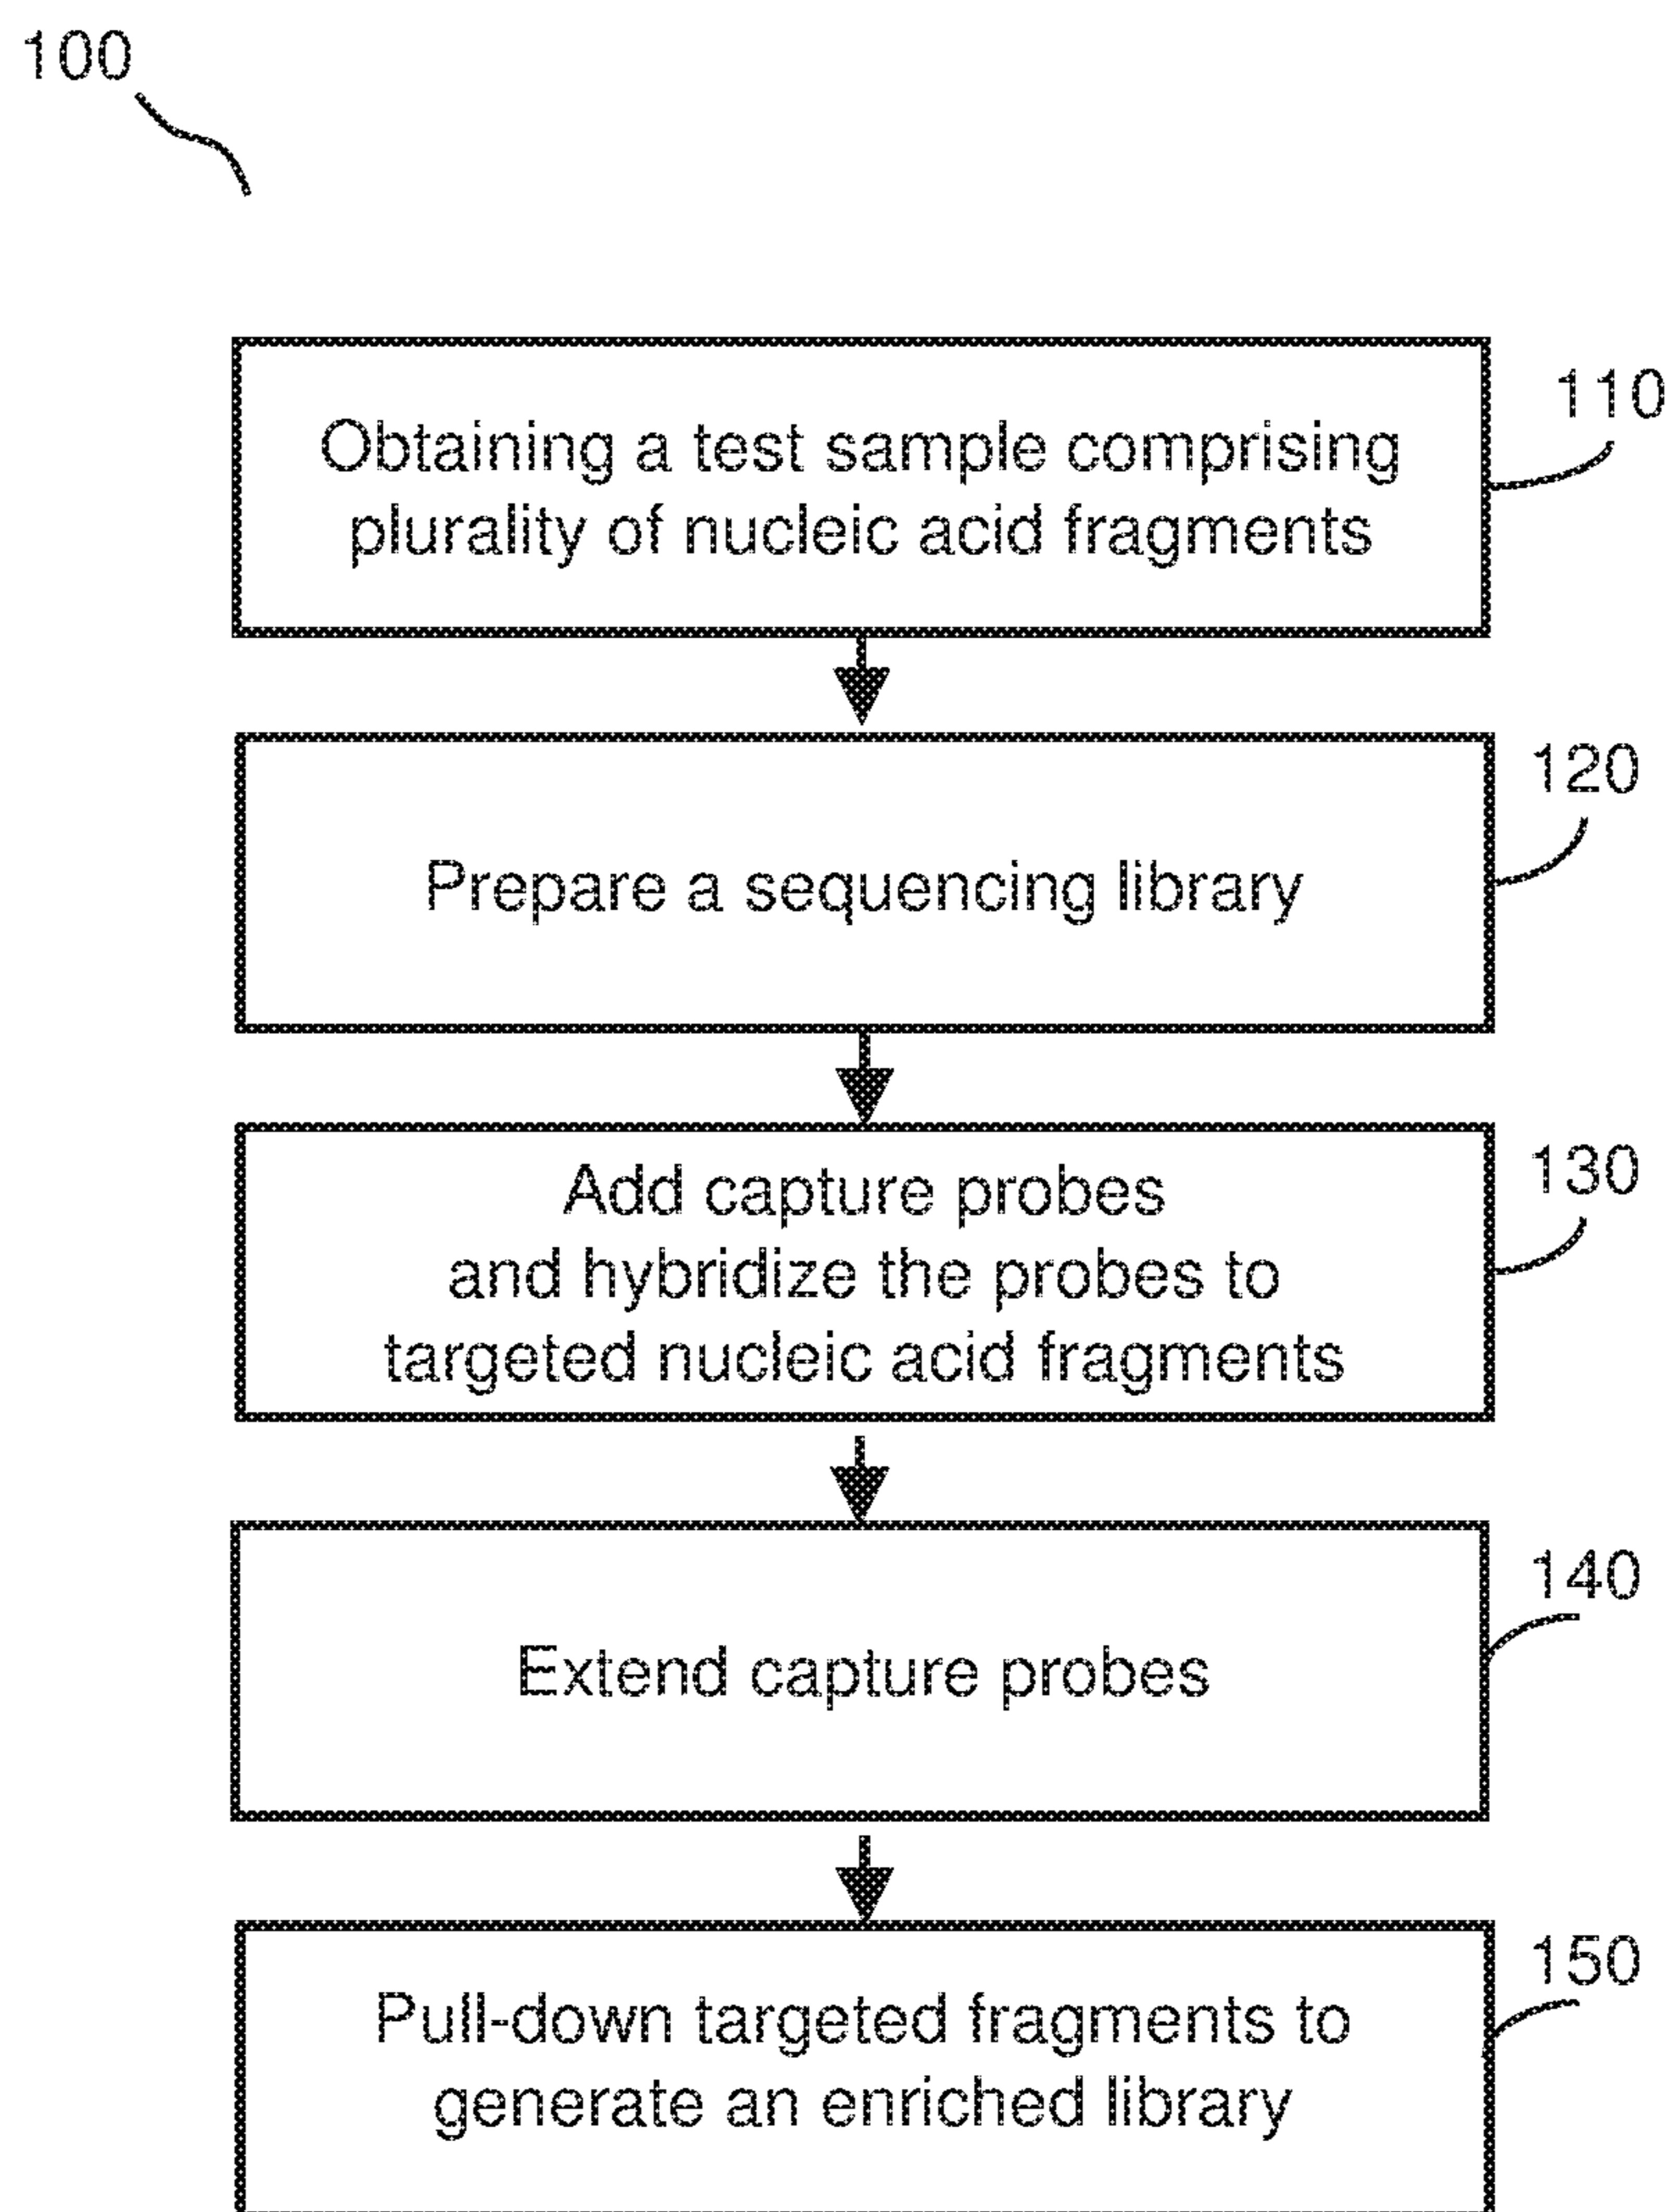 100
110
Obtaining a test sample comprising
plurality of nucleic acid fragments
120
Prepare a sequencing library
130
Add capture probes
and hybridize the probes to
targeted nucleic acid fragments
140
Extend capture probes
150
Pull-down targeted fragments to
generate an enriched library